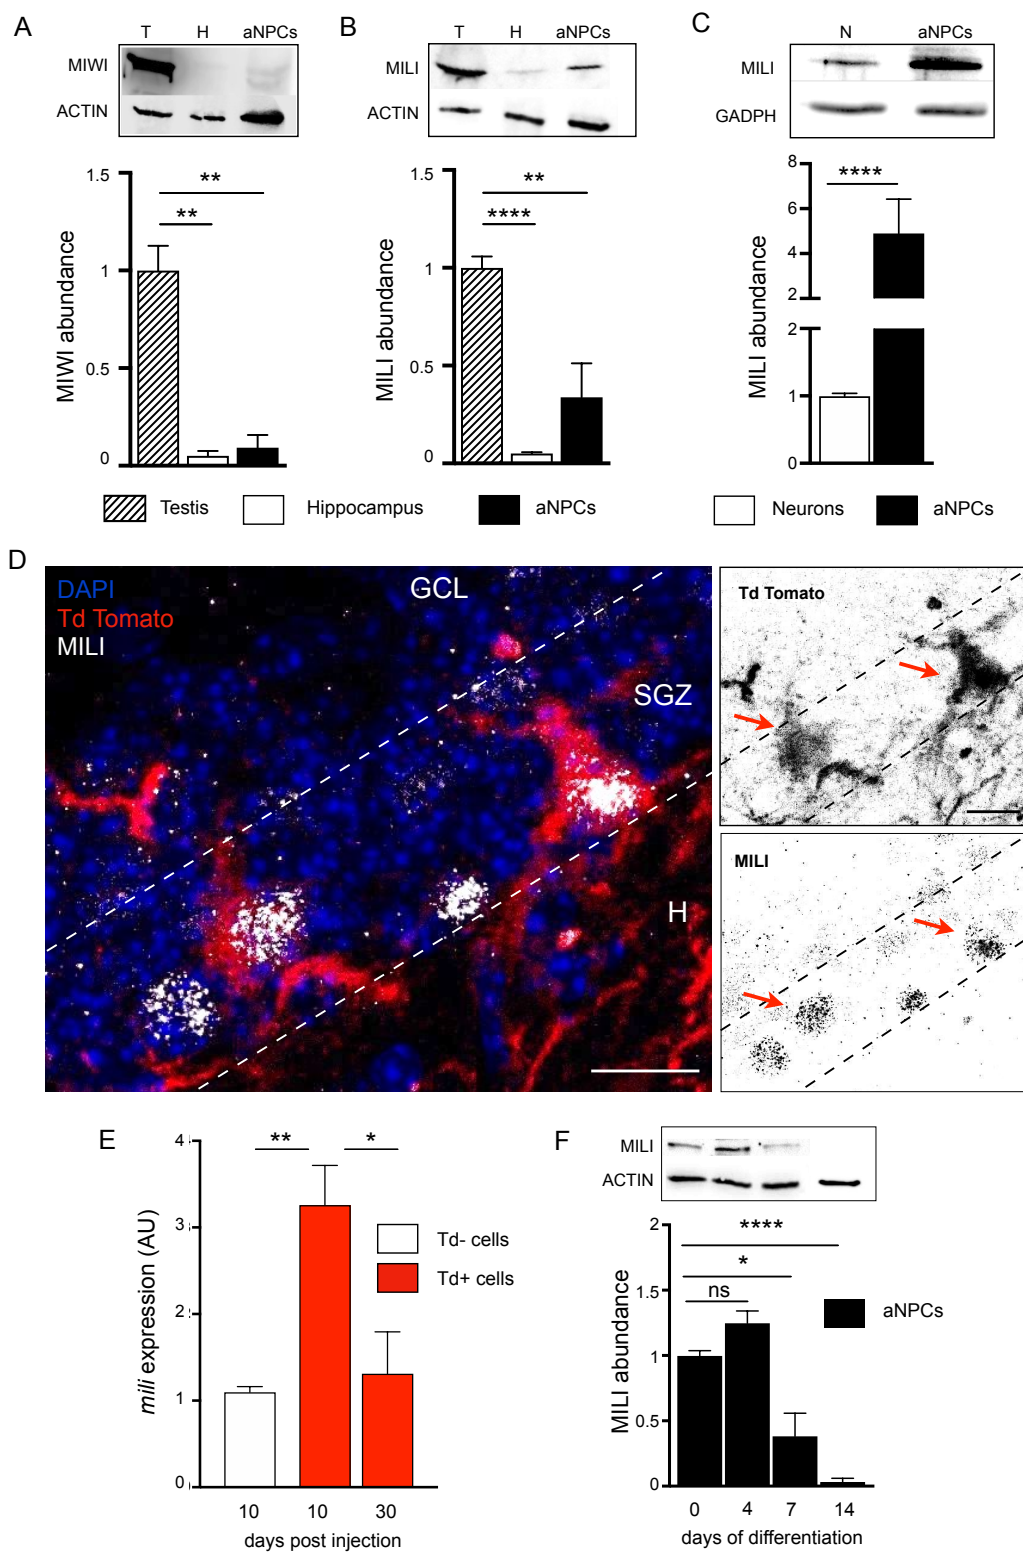 A
T H aNPCs
MIWI
ACTIN
**
**
1.5
1
0.5
0
MIWI abundance
B
T H aNPCs
MILI
ACTIN
**
****
1.5
1
0.5
0
MILI abundance
C
N aNPCs
MILI
GADPH
****
8
6
4
2
2
1
0
MILI abundance
Testis Hippocampus aNPCs
Neurons aNPCs
D
DAPI
Td Tomato
MILI
GCL
SGZ
H
Td Tomato
MILI
E
** *
4
3
2
1
0
mili expression (AU)
Td- cells
Td+ cells
10 10 30
days post injection
F
MILI
ACTIN
****
*
ns
2
1.5
1
0.5
0
MILI abundance
aNPCs
0 4 7 14
days of differentiation